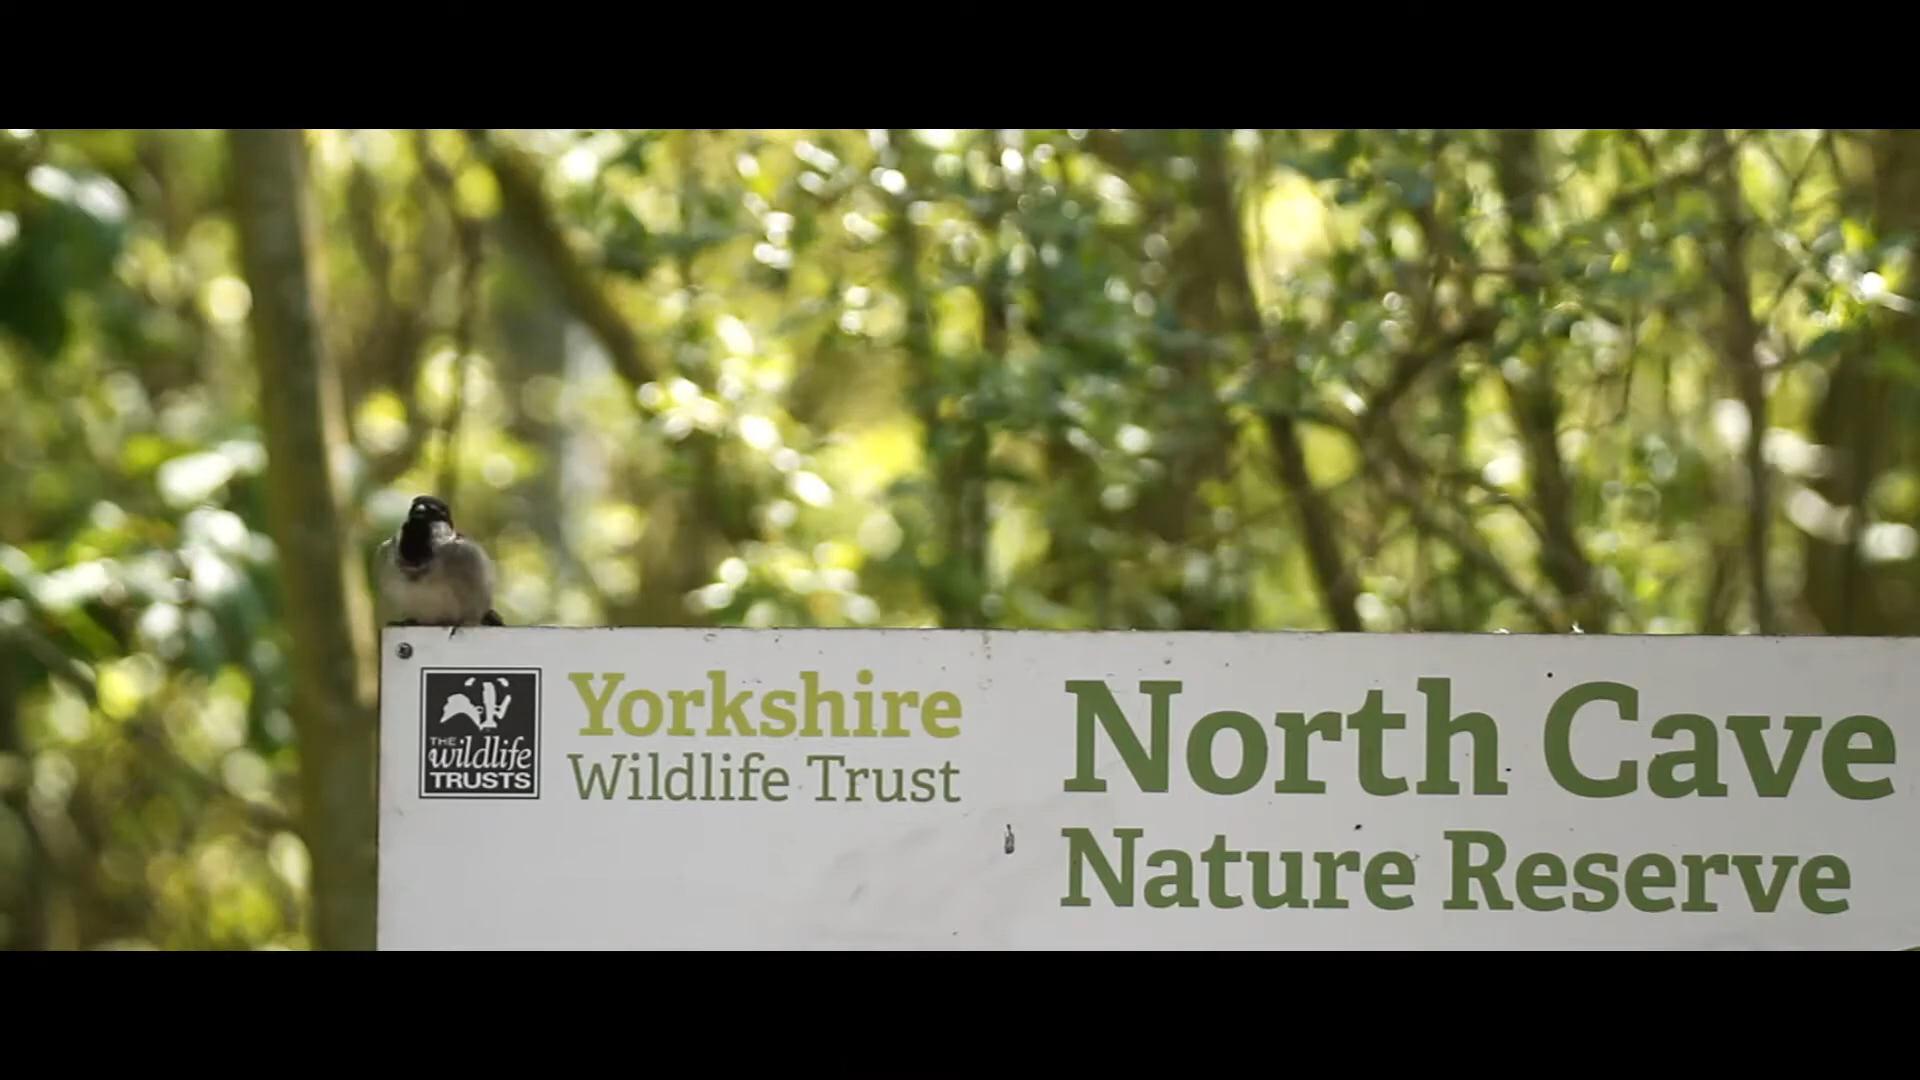 THE
wildlife
TRUSTS
Yorkshire
Wildlife Trust
North Cave
Nature Reserve